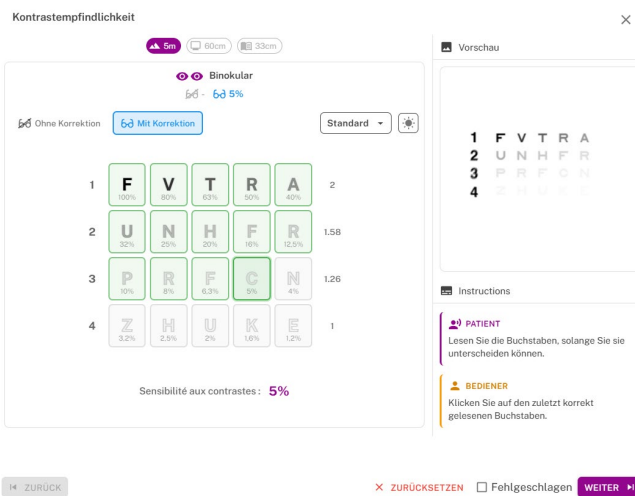 Kontrastempfindlichkeit
5m 60cm 33cm
Binokular
- 5%
Ohne Korrektion Mit Korrektion Standard
1 F V T R A 2
100% 80% 63% 50% 40%
2 U N H F R 1.58
32% 25% 20% 16% 12,5%
3 P R F C N 1.26
10% 8% 6,3% 5% 4%
4 Z H U K E 1
3,2% 2,5% 2% 1,6% 1,2%
Sensibilité aux contrastes : 5%
Vorschau
1 F V T R A
2 U N H F R
3 P R F C N
4 Z H U K E
Instructions
PATIENT
Lesen Sie die Buchstaben, solange Sie sie
unterscheiden können.
BEDIENER
Klicken Sie auf den zuletzt korrekt
gelesenen Buchstaben.
ZURÜCK ZURÜCKSETZEN Fehlgeschlagen WEITER